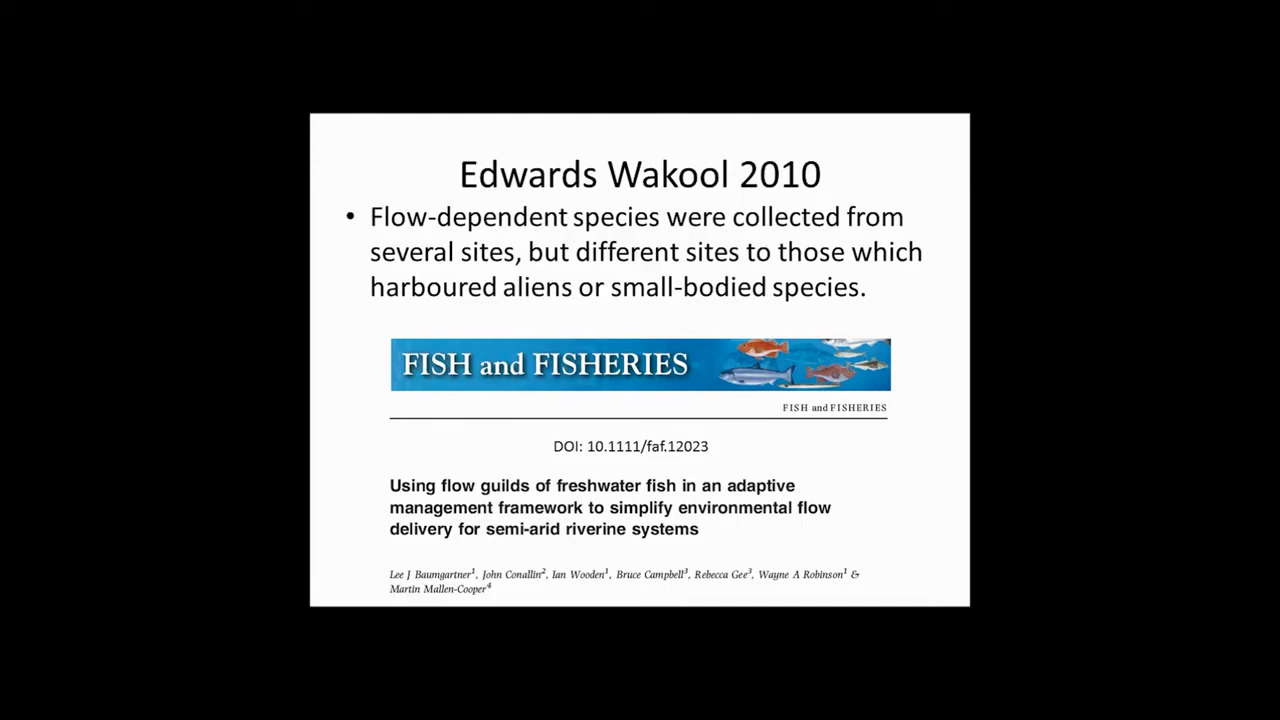 Edwards Wakool 2010
• Flow-dependent species were collected from
several sites, but different sites to those which
harboured aliens or small-bodied species.
FISH and FISHERIES
FISH and FISHERIES
DOI: 10.1111/faf.12023
Using flow guilds of freshwater fish in an adaptive
management framework to simplify environmental flow
delivery for semi-arid riverine systems
Lee J Baumgartner¹, John Conallin², Ian Wooden¹, Bruce Campbell³, Rebecca Gee³, Wayne A Robinson¹ &
Martin Mallen-Cooper⁴